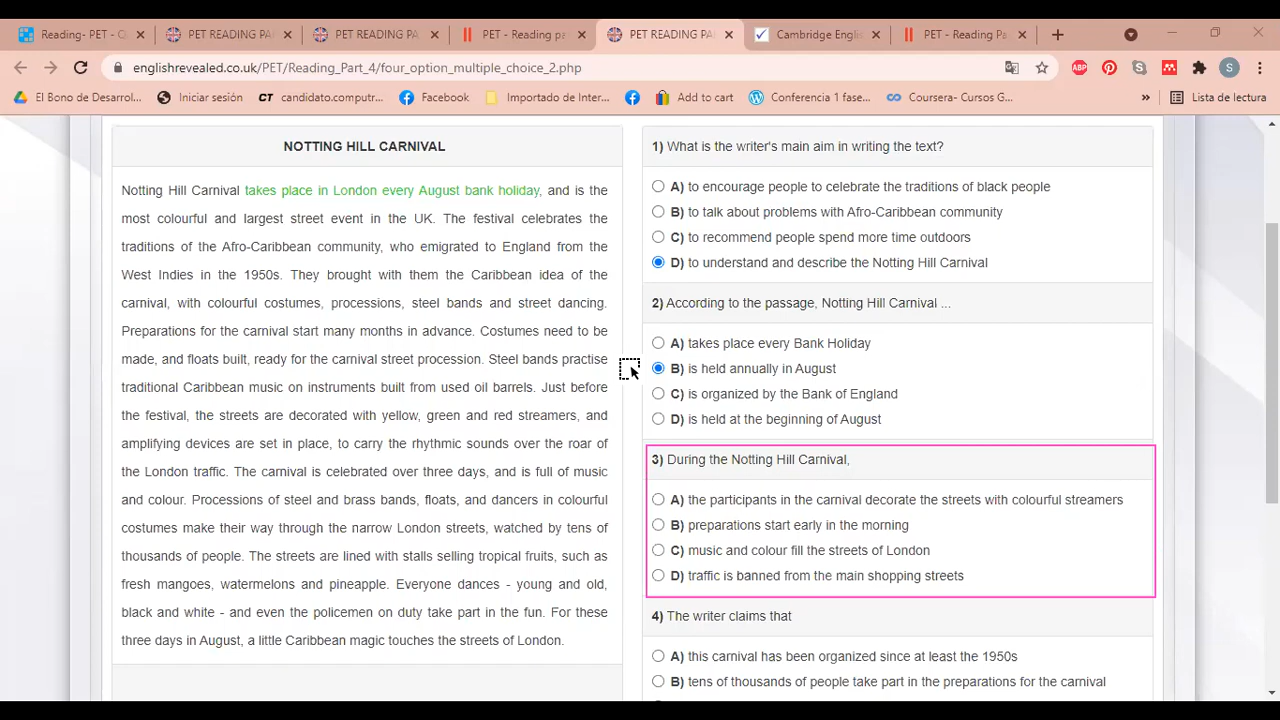 Reading- PET - Q
PET READING PA
PET READING PA
PET - Reading pa
PET READING PA
Cambridge Engli
PET - Reading Pa
englishrevealed.co.uk/PET/Reading_Part_4/four_option_multiple_choice_2.php
ABP
S
El Bono de Desarrol...
Iniciar sesión
CT candidato.computr...
Facebook
Importado de Inter...
Add to cart
Conferencia 1 fase...
Coursera- Cursos G...
»
Lista de lectura
NOTTING HILL CARNIVAL
Notting Hill Carnival takes place in London every August bank holiday, and is the
most colourful and largest street event in the UK. The festival celebrates the
traditions of the Afro-Caribbean community, who emigrated to England from the
West Indies in the 1950s. They brought with them the Caribbean idea of the
carnival, with colourful costumes, processions, steel bands and street dancing.
Preparations for the carnival start many months in advance. Costumes need to be
made, and floats built, ready for the carnival street procession. Steel bands practise
traditional Caribbean music on instruments built from used oil barrels. Just before
the festival, the streets are decorated with yellow, green and red streamers, and
amplifying devices are set in place, to carry the rhythmic sounds over the roar of
the London traffic. The carnival is celebrated over three days, and is full of music
and colour. Processions of steel and brass bands, floats, and dancers in colourful
costumes make their way through the narrow London streets, watched by tens of
thousands of people. The streets are lined with stalls selling tropical fruits, such as
fresh mangoes, watermelons and pineapple. Everyone dances - young and old,
black and white - and even the policemen on duty take part in the fun. For these
three days in August, a little Caribbean magic touches the streets of London.
1) What is the writer's main aim in writing the text?
A) to encourage people to celebrate the traditions of black people
B) to talk about problems with Afro-Caribbean community
C) to recommend people spend more time outdoors
D) to understand and describe the Notting Hill Carnival
2) According to the passage, Notting Hill Carnival ...
A) takes place every Bank Holiday
B) is held annually in August
C) is organized by the Bank of England
D) is held at the beginning of August
3) During the Notting Hill Carnival,
A) the participants in the carnival decorate the streets with colourful streamers
B) preparations start early in the morning
C) music and colour fill the streets of London
D) traffic is banned from the main shopping streets
4) The writer claims that
A) this carnival has been organized since at least the 1950s
B) tens of thousands of people take part in the preparations for the carnival